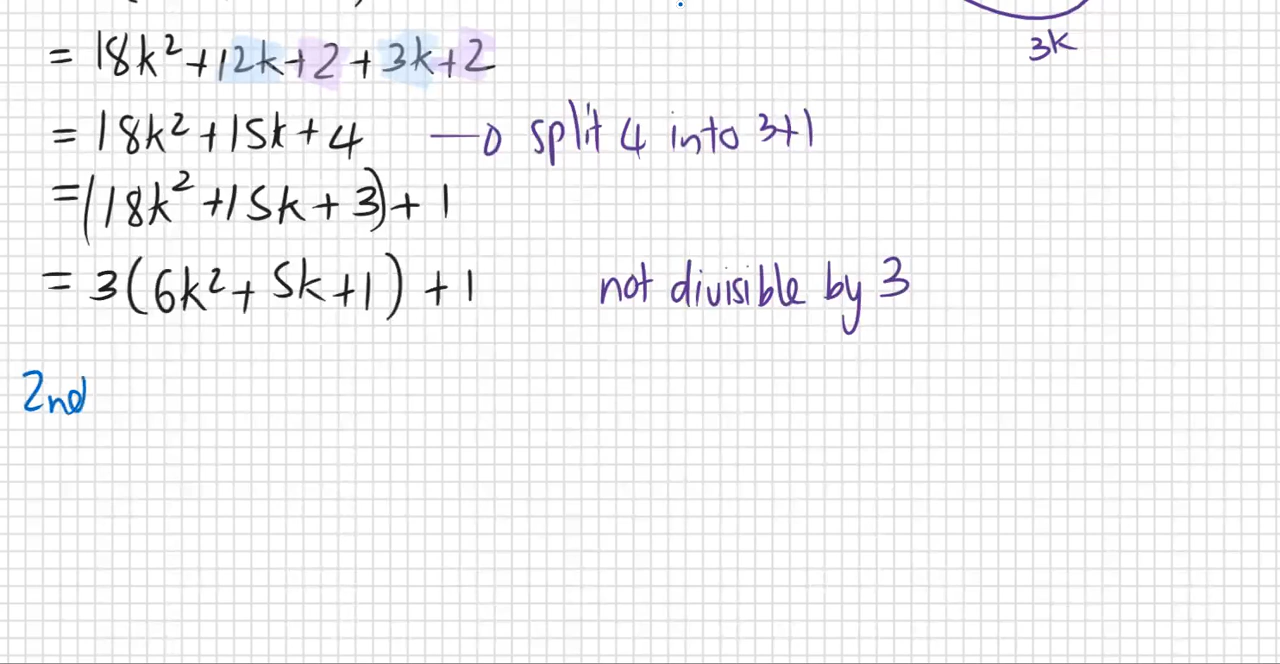 3k
= 18k²+12k+2+3k+2
= 18k²+15k+4 —o split 4 into 3+1
=(18k²+15k+3)+1
= 3(6k²+5k+1)+1 not divisible by 3
2nd